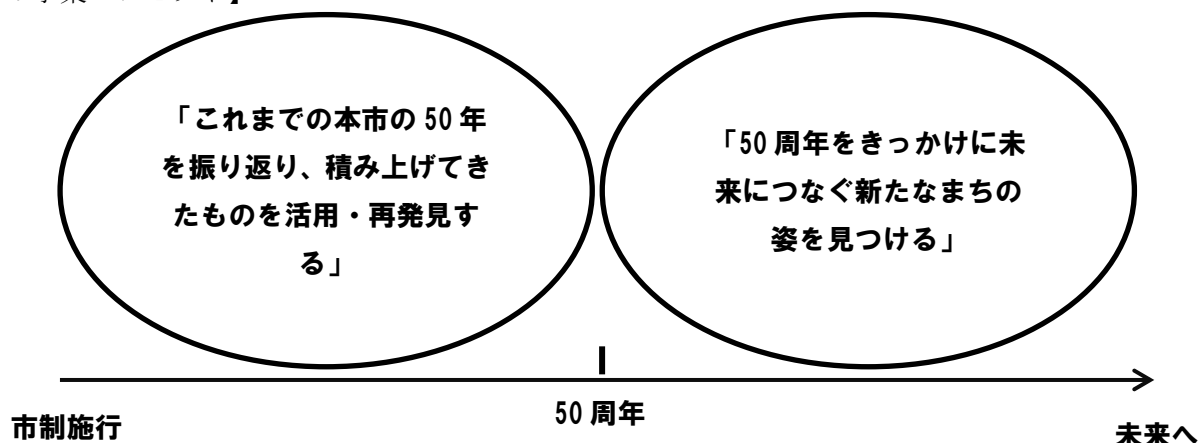 「これまでの本市の50年
を振り返り、積み上げてき
たものを活用・再発見す
る」
「50周年をきっかけに未
来につなぐ新たなまちの
姿を見つける」
50周年
市制施行
未来へ